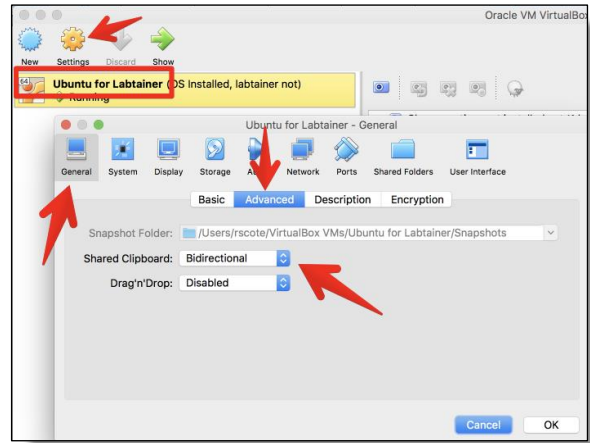 Oracle VM VirtualBo
New Settings Discard Show
64
Ubuntu for Labtainer (OS Installed, labtainer not)
Running
Ubuntu for Labtainer - General
General System Display Storage Network Ports Shared Folders User Interface
Basic Advanced Description Encryption
Snapshot Folder: /Users/rscote/VirtualBox VMs/Ubuntu for Labtainer/Snapshots
Shared Clipboard: Bidirectional
Drag'n'Drop: Disabled
Cancel OK